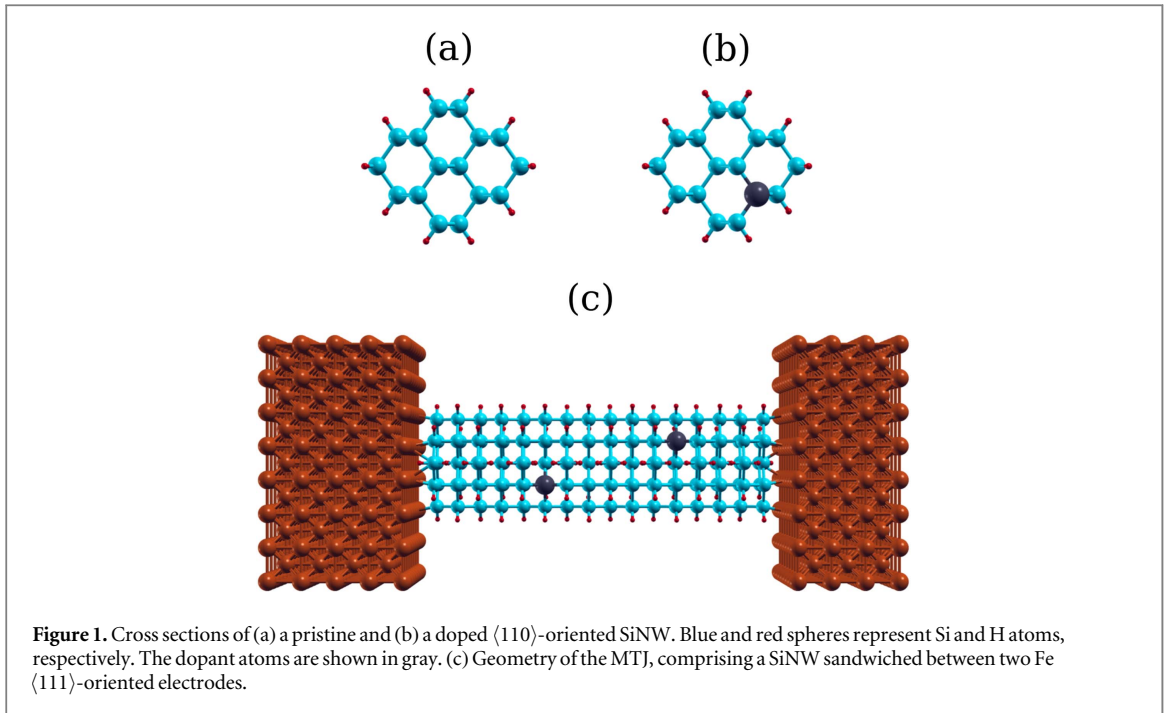 (a)
(b)
(c)
Figure 1. Cross sections of (a) a pristine and (b) a doped ⟨110⟩-oriented SiNW. Blue and red spheres represent Si and H atoms,
respectively. The dopant atoms are shown in gray. (c) Geometry of the MTJ, comprising a SiNW sandwiched between two Fe
⟨111⟩-oriented electrodes.